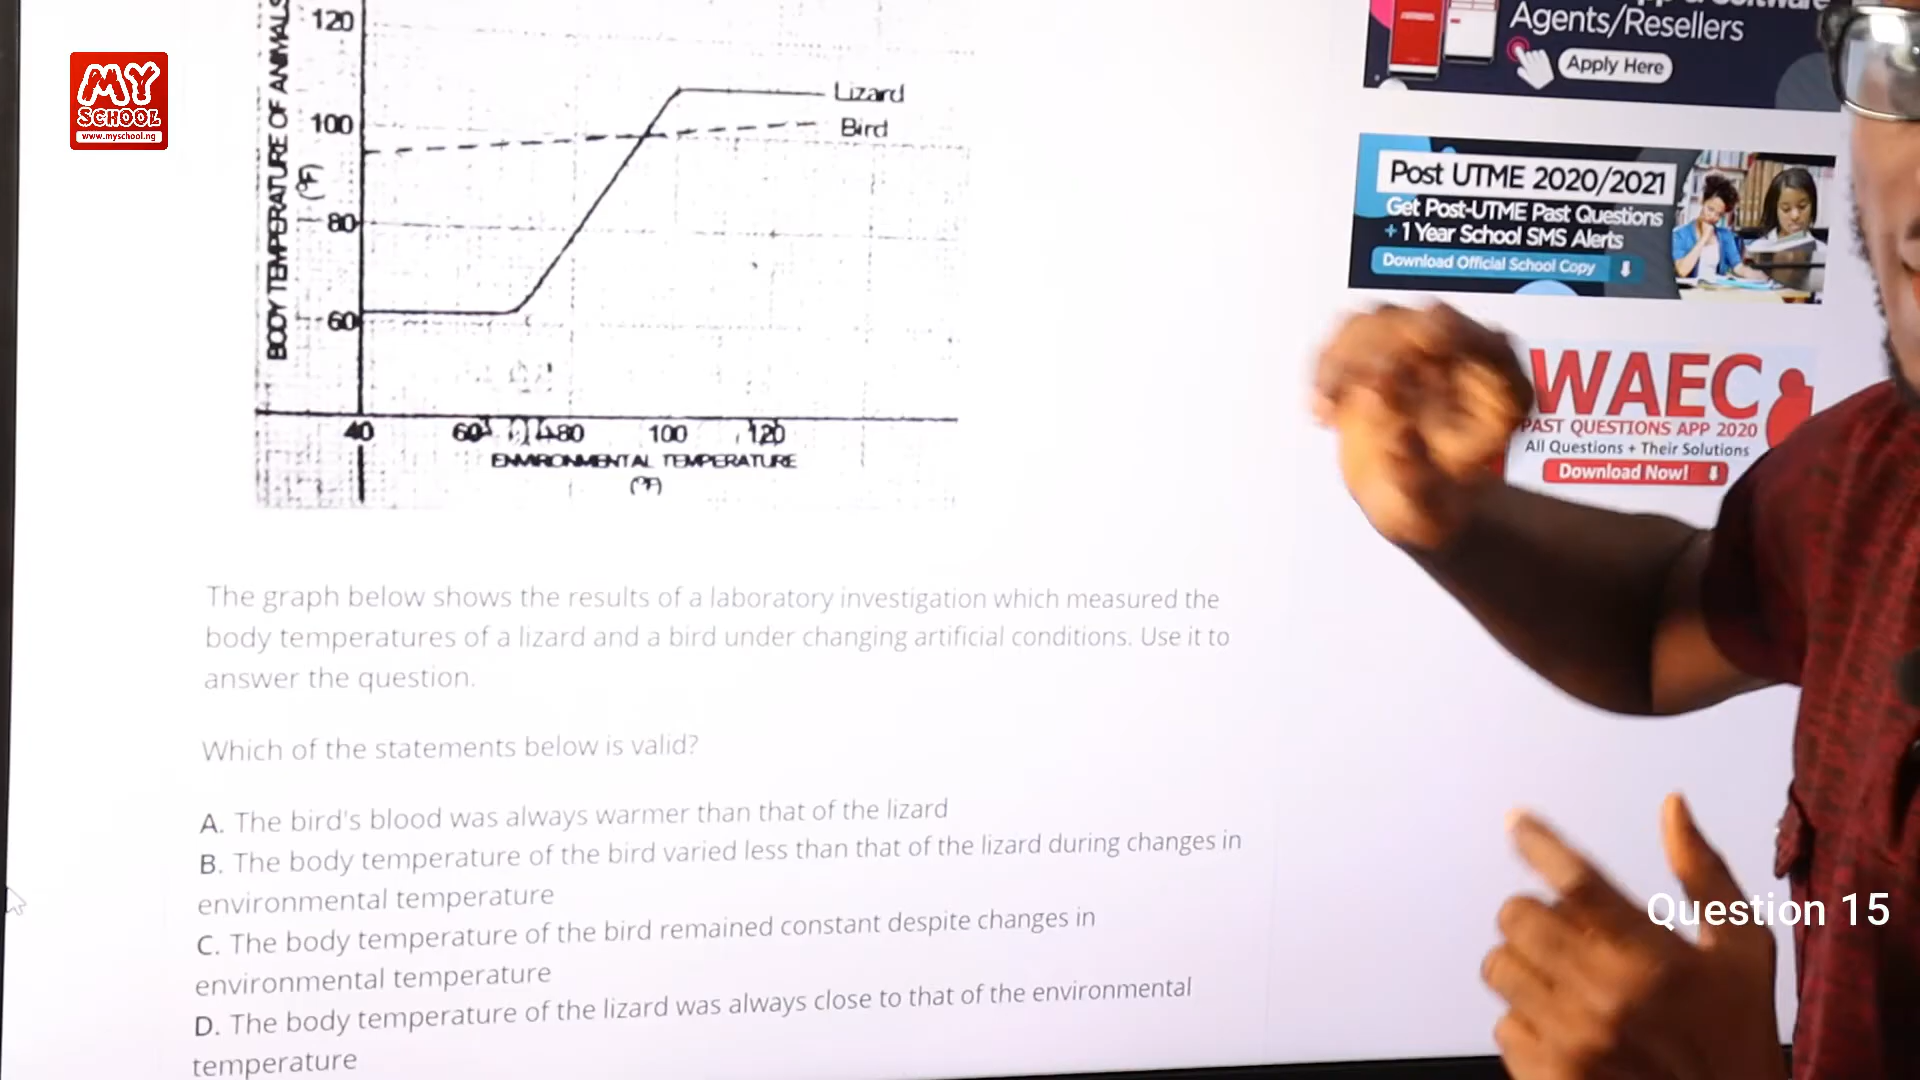 MY
SCHOOL
www.myschool.ng
120
100
80
60
BODY TEMPERATURE OF ANIMALS
(°F)
Lizard
Bird
40
60
80
100
120
ENVIRONMENTAL TEMPERATURE
(°F)
The graph below shows the results of a laboratory investigation which measured the
body temperatures of a lizard and a bird under changing artificial conditions. Use it to
answer the question.
Which of the statements below is valid?
A. The bird's blood was always warmer than that of the lizard
B. The body temperature of the bird varied less than that of the lizard during changes in
environmental temperature
C. The body temperature of the bird remained constant despite changes in
environmental temperature
D. The body temperature of the lizard was always close to that of the environmental
temperature
Agents/Resellers
Apply Here
Post UTME 2020/2021
Get Post-UTME Past Questions
+ 1 Year School SMS Alerts
Download Official School Copy
WAEC
PAST QUESTIONS APP 2020
All Questions + Their Solutions
Download Now!
Question 15